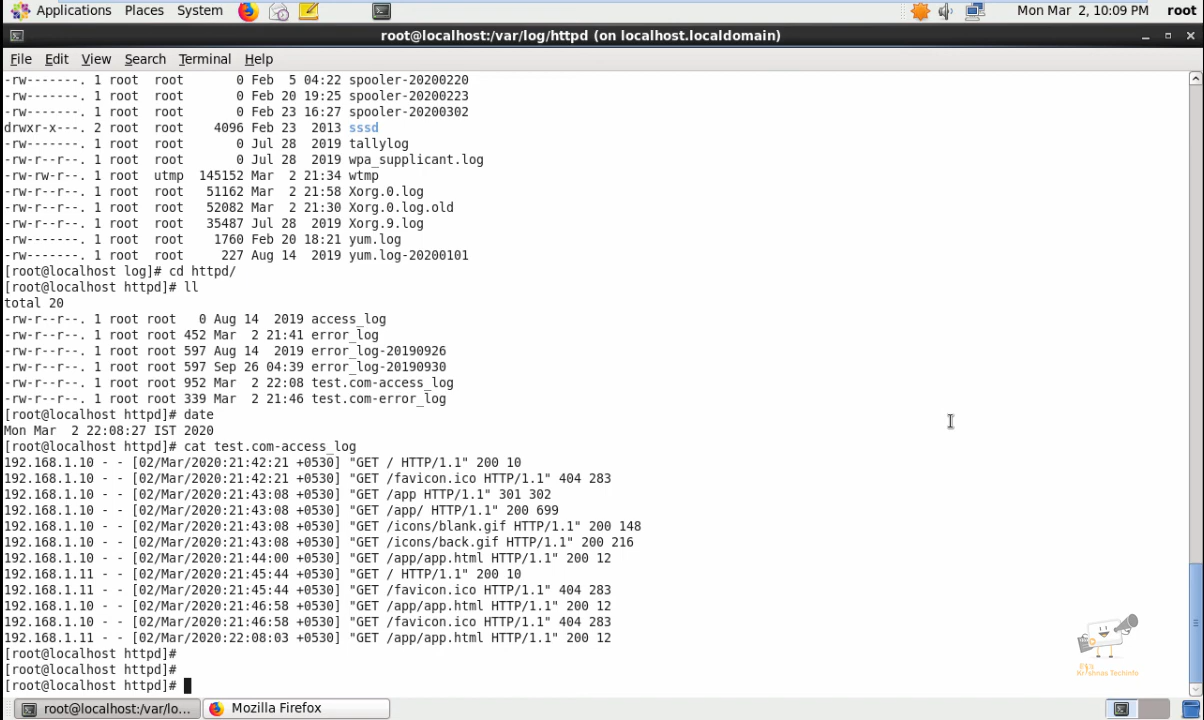 Applications Places System Mon Mar 2, 10:09 PM root
root@localhost:/var/log/httpd (on localhost.localdomain)
File Edit View Search Terminal Help
-rw-------. 1 root root 0 Feb 5 04:22 spooler-20200220
-rw-------. 1 root root 0 Feb 20 19:25 spooler-20200223
-rw-------. 1 root root 0 Feb 23 16:27 spooler-20200302
drwxr-x---. 2 root root 4096 Feb 23 2013 sssd
-rw-------. 1 root root 0 Jul 28 2019 tallylog
-rw-r--r--. 1 root root 0 Jul 28 2019 wpa_supplicant.log
-rw-rw-r--. 1 root utmp 145152 Mar 2 21:34 wtmp
-rw-r--r--. 1 root root 51162 Mar 2 21:58 Xorg.0.log
-rw-r--r--. 1 root root 52082 Mar 2 21:30 Xorg.0.log.old
-rw-r--r--. 1 root root 35487 Jul 28 2019 Xorg.9.log
-rw-------. 1 root root 1760 Feb 20 18:21 yum.log
-rw-------. 1 root root 227 Aug 14 2019 yum.log-20200101
[root@localhost log]# cd httpd/
[root@localhost httpd]# ll
total 20
-rw-r--r--. 1 root root 0 Aug 14 2019 access_log
-rw-r--r--. 1 root root 452 Mar 2 21:41 error_log
-rw-r--r--. 1 root root 597 Aug 14 2019 error_log-20190926
-rw-r--r--. 1 root root 597 Sep 26 04:39 error_log-20190930
-rw-r--r--. 1 root root 952 Mar 2 22:08 test.com-access_log
-rw-r--r--. 1 root root 339 Mar 2 21:46 test.com-error_log
[root@localhost httpd]# date
Mon Mar 2 22:08:27 IST 2020
[root@localhost httpd]# cat test.com-access_log
192.168.1.10 - - [02/Mar/2020:21:42:21 +0530] "GET / HTTP/1.1" 200 10
192.168.1.10 - - [02/Mar/2020:21:42:21 +0530] "GET /favicon.ico HTTP/1.1" 404 283
192.168.1.10 - - [02/Mar/2020:21:43:08 +0530] "GET /app HTTP/1.1" 301 302
192.168.1.10 - - [02/Mar/2020:21:43:08 +0530] "GET /app/ HTTP/1.1" 200 699
192.168.1.10 - - [02/Mar/2020:21:43:08 +0530] "GET /icons/blank.gif HTTP/1.1" 200 148
192.168.1.10 - - [02/Mar/2020:21:43:08 +0530] "GET /icons/back.gif HTTP/1.1" 200 216
192.168.1.10 - - [02/Mar/2020:21:44:00 +0530] "GET /app/app.html HTTP/1.1" 200 12
192.168.1.11 - - [02/Mar/2020:21:45:44 +0530] "GET / HTTP/1.1" 200 10
192.168.1.11 - - [02/Mar/2020:21:45:44 +0530] "GET /favicon.ico HTTP/1.1" 404 283
192.168.1.10 - - [02/Mar/2020:21:46:58 +0530] "GET /app/app.html HTTP/1.1" 200 12
192.168.1.10 - - [02/Mar/2020:21:46:58 +0530] "GET /favicon.ico HTTP/1.1" 404 283
192.168.1.11 - - [02/Mar/2020:22:08:03 +0530] "GET /app/app.html HTTP/1.1" 200 12
[root@localhost httpd]#
[root@localhost httpd]#
[root@localhost httpd]#
Krishnas Techinfo
root@localhost:/var/lo... Mozilla Firefox